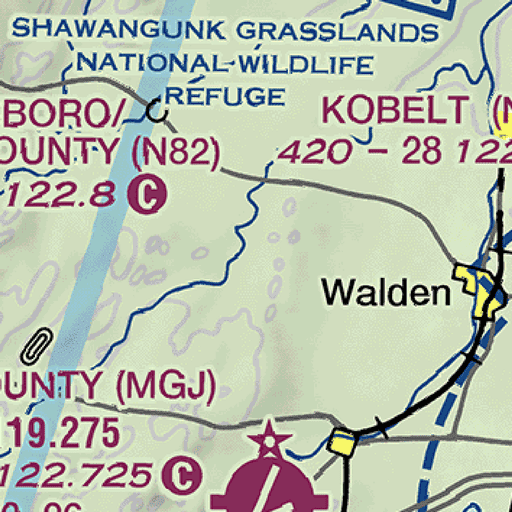 SHAWANGUNK GRASSLANDS
NATIONAL WILDLIFE
REFUGE
BORO/
OUNTY (N82)
122.8 C
KOBELT (N
420 – 28 122
Walden
OUNTY (MGJ)
19.275
122.725 C